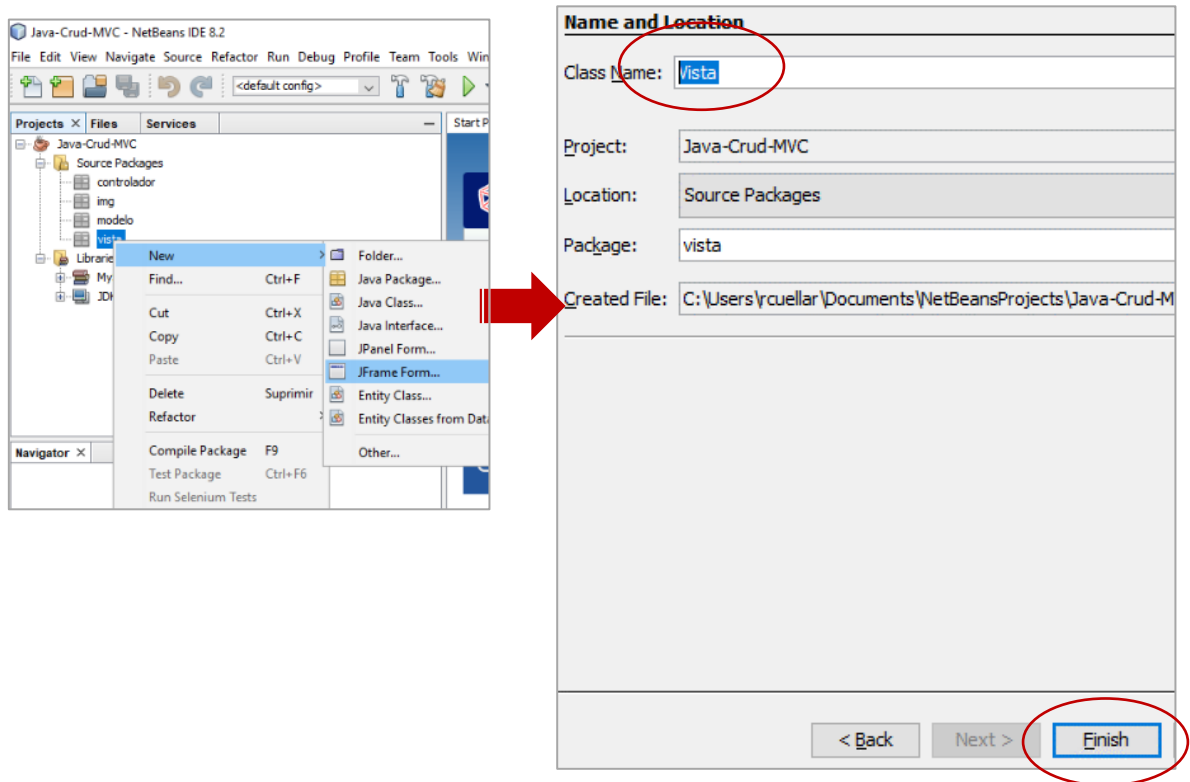 Java-Crud-MVC - NetBeans IDE 8.2
File Edit View Navigate Source Refactor Run Debug Profile Team Tools Win
<default config>
Projects Files Services
Start P
Java-Crud-MVC
Source Packages
controlador
img
modelo
vista
Librarie
My
JDK
New
Find... Ctrl+F
Cut Ctrl+X
Copy Ctrl+C
Paste Ctrl+V
Delete Suprimir
Refactor
Compile Package F9
Test Package Ctrl+F6
Run Selenium Tests
Folder...
Java Package...
Java Class...
Java Interface...
JPanel Form...
JFrame Form...
Entity Class...
Entity Classes from Data
Other...
Navigator
Name and Location
Class Name: Vista
Project: Java-Crud-MVC
Location: Source Packages
Package: vista
Created File: C:\Users\rcuellar\Documents\NetBeansProjects\Java-Crud-M
< Back Next > Finish